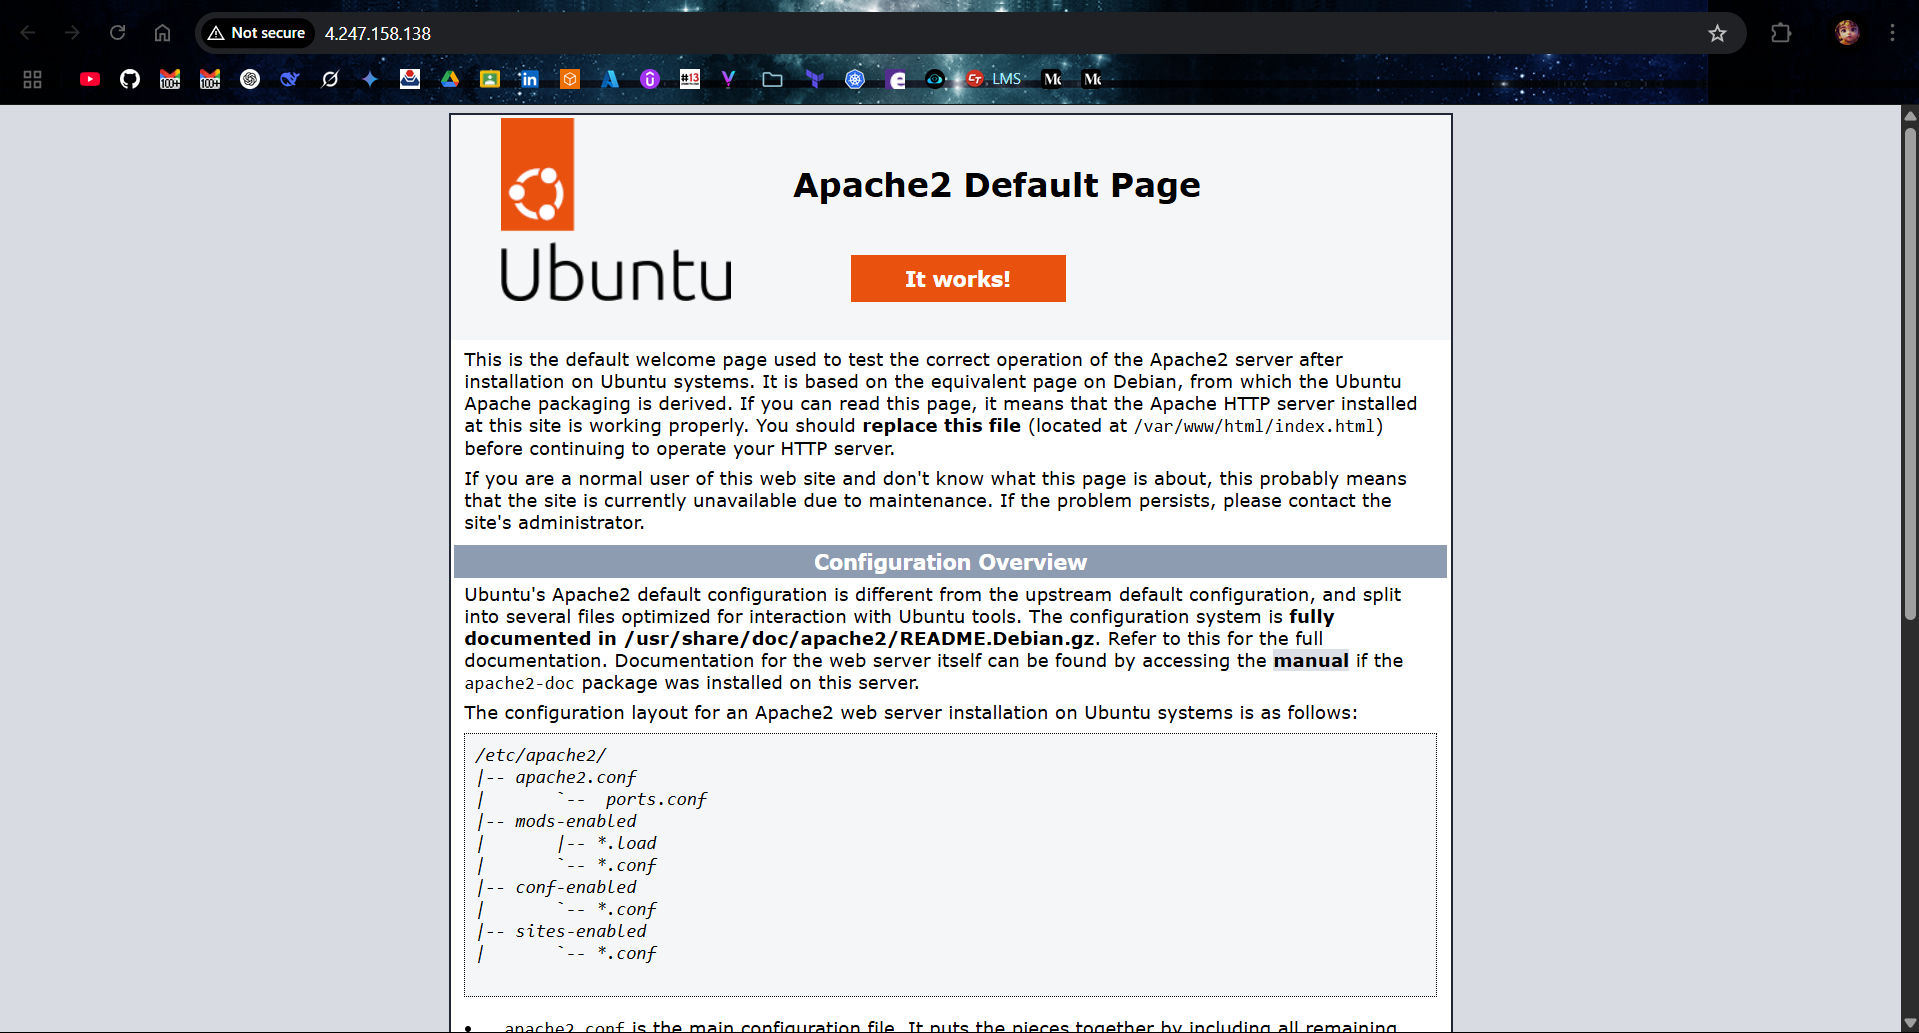 Not secure
4.247.158.138
100+
100+
#13
LMS
Apache2 Default Page
Ubuntu
It works!
This is the default welcome page used to test the correct operation of the Apache2 server after
installation on Ubuntu systems. It is based on the equivalent page on Debian, from which the Ubuntu
Apache packaging is derived. If you can read this page, it means that the Apache HTTP server installed
at this site is working properly. You should replace this file (located at /var/www/html/index.html)
before continuing to operate your HTTP server.
If you are a normal user of this web site and don't know what this page is about, this probably means
that the site is currently unavailable due to maintenance. If the problem persists, please contact the
site's administrator.
Configuration Overview
Ubuntu's Apache2 default configuration is different from the upstream default configuration, and split
into several files optimized for interaction with Ubuntu tools. The configuration system is fully
documented in /usr/share/doc/apache2/README.Debian.gz. Refer to this for the full
documentation. Documentation for the web server itself can be found by accessing the manual if the
apache2-doc package was installed on this server.
The configuration layout for an Apache2 web server installation on Ubuntu systems is as follows:
/etc/apache2/
|-- apache2.conf
|       `--  ports.conf
|-- mods-enabled
|       |-- *.load
|       `-- *.conf
|-- conf-enabled
|       `-- *.conf
|-- sites-enabled
|       `-- *.conf
apache2.conf is the main configuration file. It puts the pieces together by including all remaining